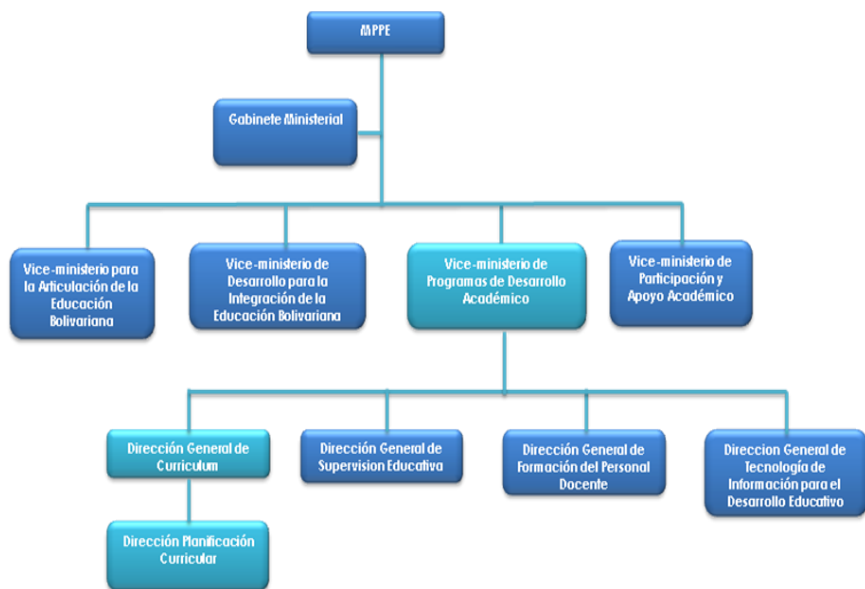 MPPE
Gabinete Ministerial
Vice-ministerio para
la Articulación de la
Educación
Bolivariana
Vice-ministerio de
Desarrollo para la
Integración de la
Educación Bolivariana
Vice-ministerio de
Programas de Desarrollo
Académico
Vice-ministerio de
Participación y
Apoyo Académico
Dirección General de
Curriculum
Dirección General de
Supervision Educativa
Dirección General de
Formación del Personal
Docente
Direccion General de
Tecnología de
Información para el
Desarrollo Educativo
Dirección Planificación
Curricular